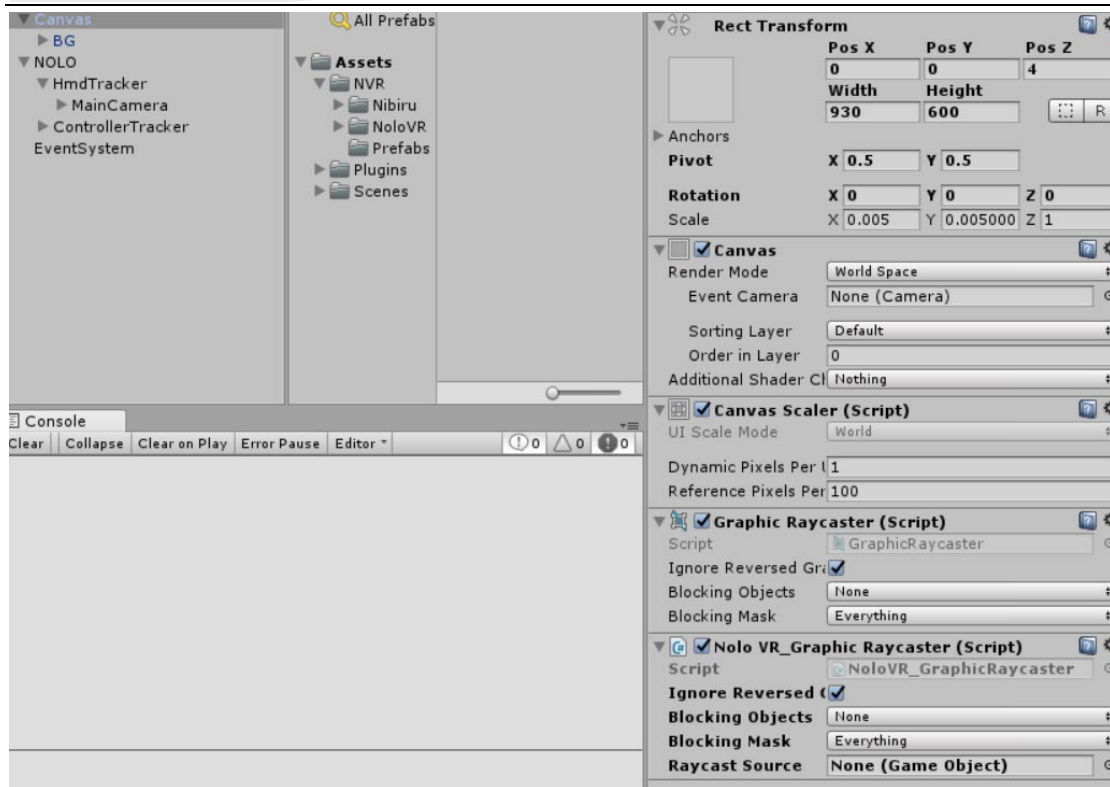 Canvas
BG
NOLO
HmdTracker
MainCamera
ControllerTracker
EventSystem
All Prefabs
Assets
NVR
Nibiru
NoloVR
Prefabs
Plugins
Scenes
Console
Clear Collapse Clear on Play Error Pause Editor 0 0 0
Rect Transform
Pos X Pos Y Pos Z
0 0 4
Width Height
930 600 R
Anchors
Pivot X 0.5 Y 0.5
Rotation X 0 Y 0 Z 0
Scale X 0.005 Y 0.005000 Z 1
Canvas
Render Mode World Space
Event Camera None (Camera)
Sorting Layer Default
Order in Layer 0
Additional Shader Ch Nothing
Canvas Scaler (Script)
UI Scale Mode World
Dynamic Pixels Per U 1
Reference Pixels Per 100
Graphic Raycaster (Script)
Script GraphicRaycaster
Ignore Reversed Gra
Blocking Objects None
Blocking Mask Everything
Nolo VR_Graphic Raycaster (Script)
Script NoloVR_GraphicRaycaster
Ignore Reversed G
Blocking Objects None
Blocking Mask Everything
Raycast Source None (Game Object)